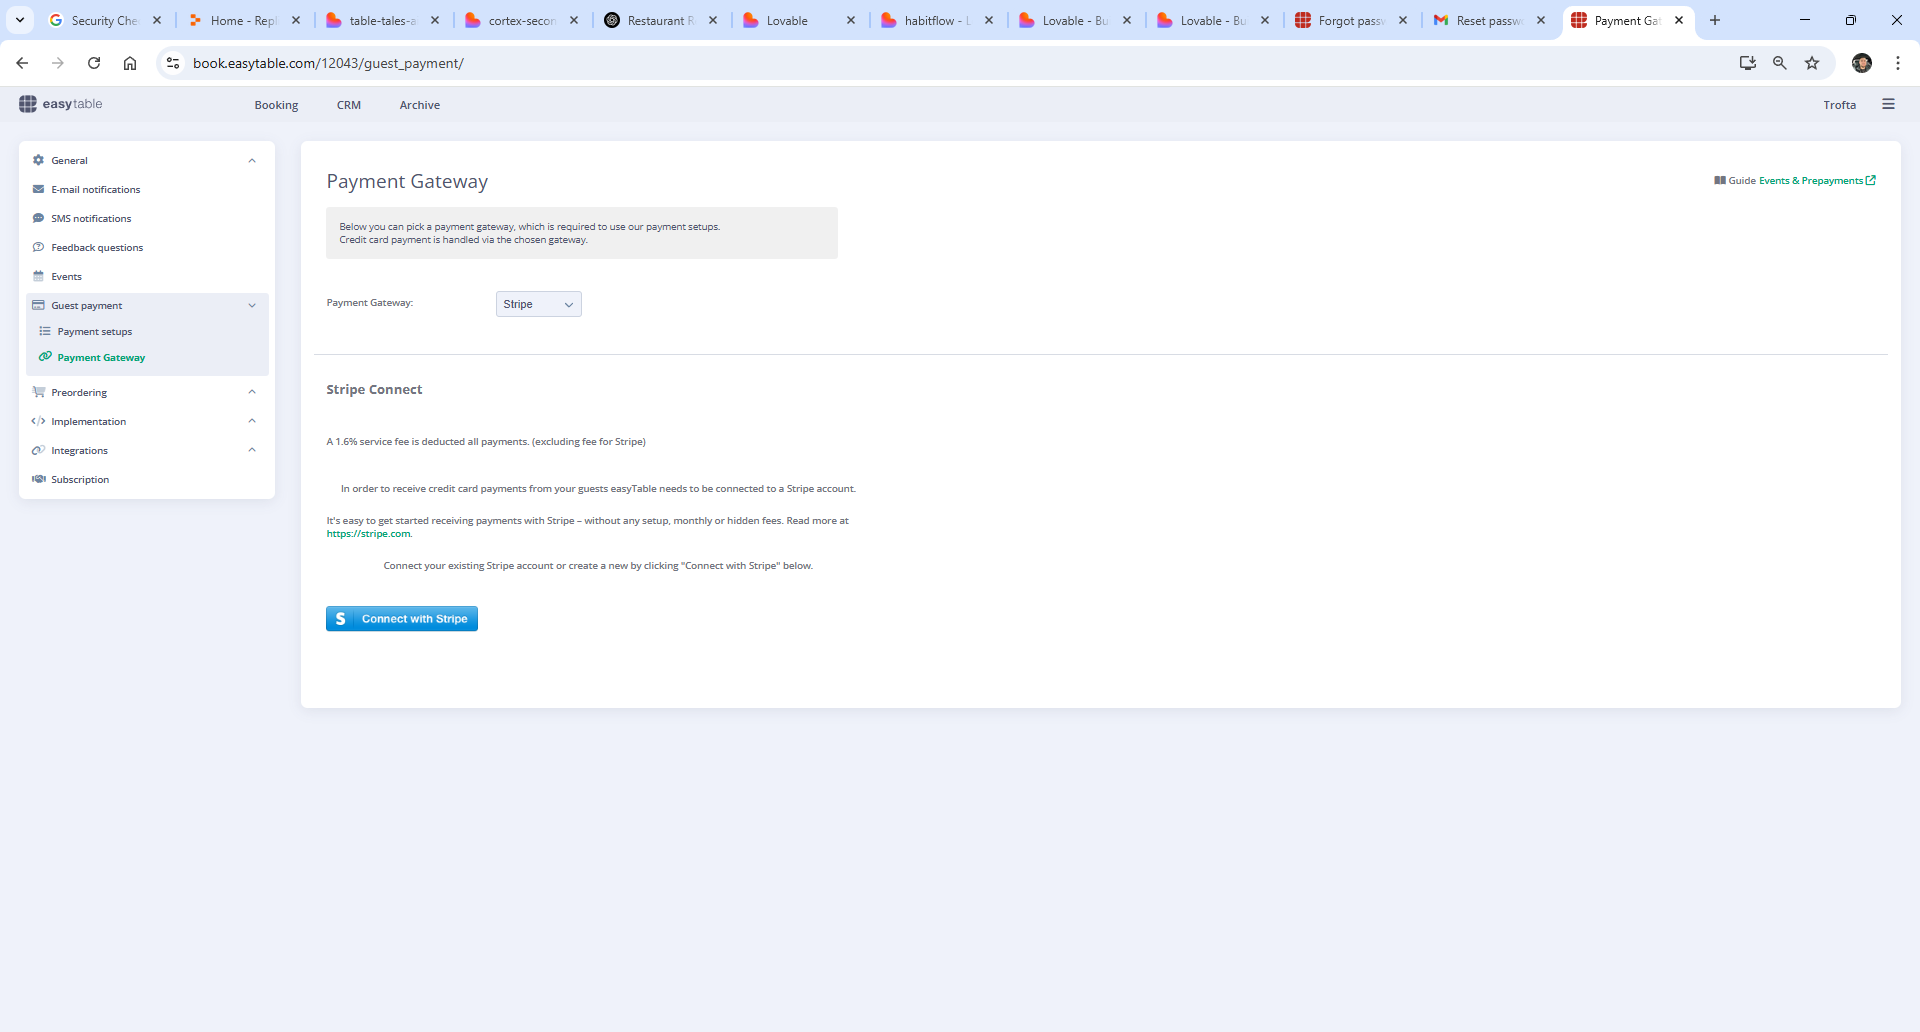 Security Che
Home - Repl
table-tales-a
cortex-secon
Restaurant R
Lovable
habitflow - L
Lovable - Bu
Lovable - Bu
Forgot passw
Reset passwo
Payment Gat
book.easytable.com/12043/guest_payment/
easytable
Booking
CRM
Archive
Trofta
General
E-mail notifications
SMS notifications
Feedback questions
Events
Guest payment
Payment setups
Payment Gateway
Preordering
Implementation
Integrations
Subscription
Payment Gateway
Guide Events & Prepayments
Below you can pick a payment gateway, which is required to use our payment setups.
Credit card payment is handled via the chosen gateway.
Payment Gateway:
Stripe
Stripe Connect
A 1.6% service fee is deducted all payments. (excluding fee for Stripe)
In order to receive credit card payments from your guests easyTable needs to be connected to a Stripe account.
It's easy to get started receiving payments with Stripe – without any setup, monthly or hidden fees. Read more at
https://stripe.com.
Connect your existing Stripe account or create a new by clicking "Connect with Stripe" below.
S Connect with Stripe